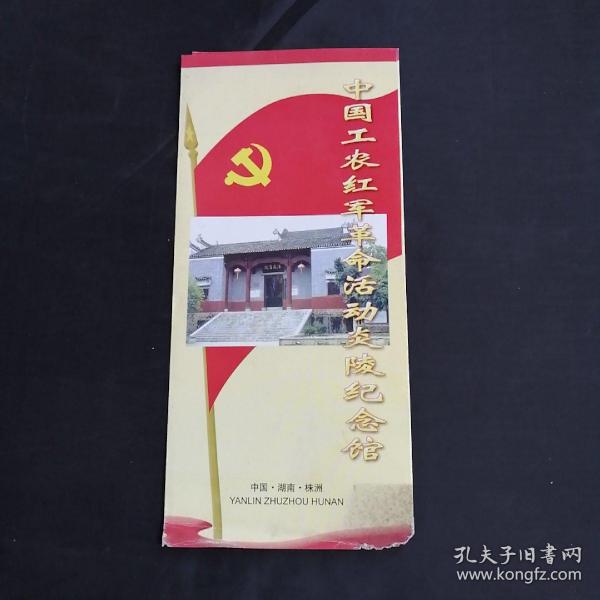 中国工农红军革命活动炎陵纪念馆
中国·湖南·株洲
YANLIN ZHUZHOU HUNAN
孔夫子旧書网
www.kongfz.com